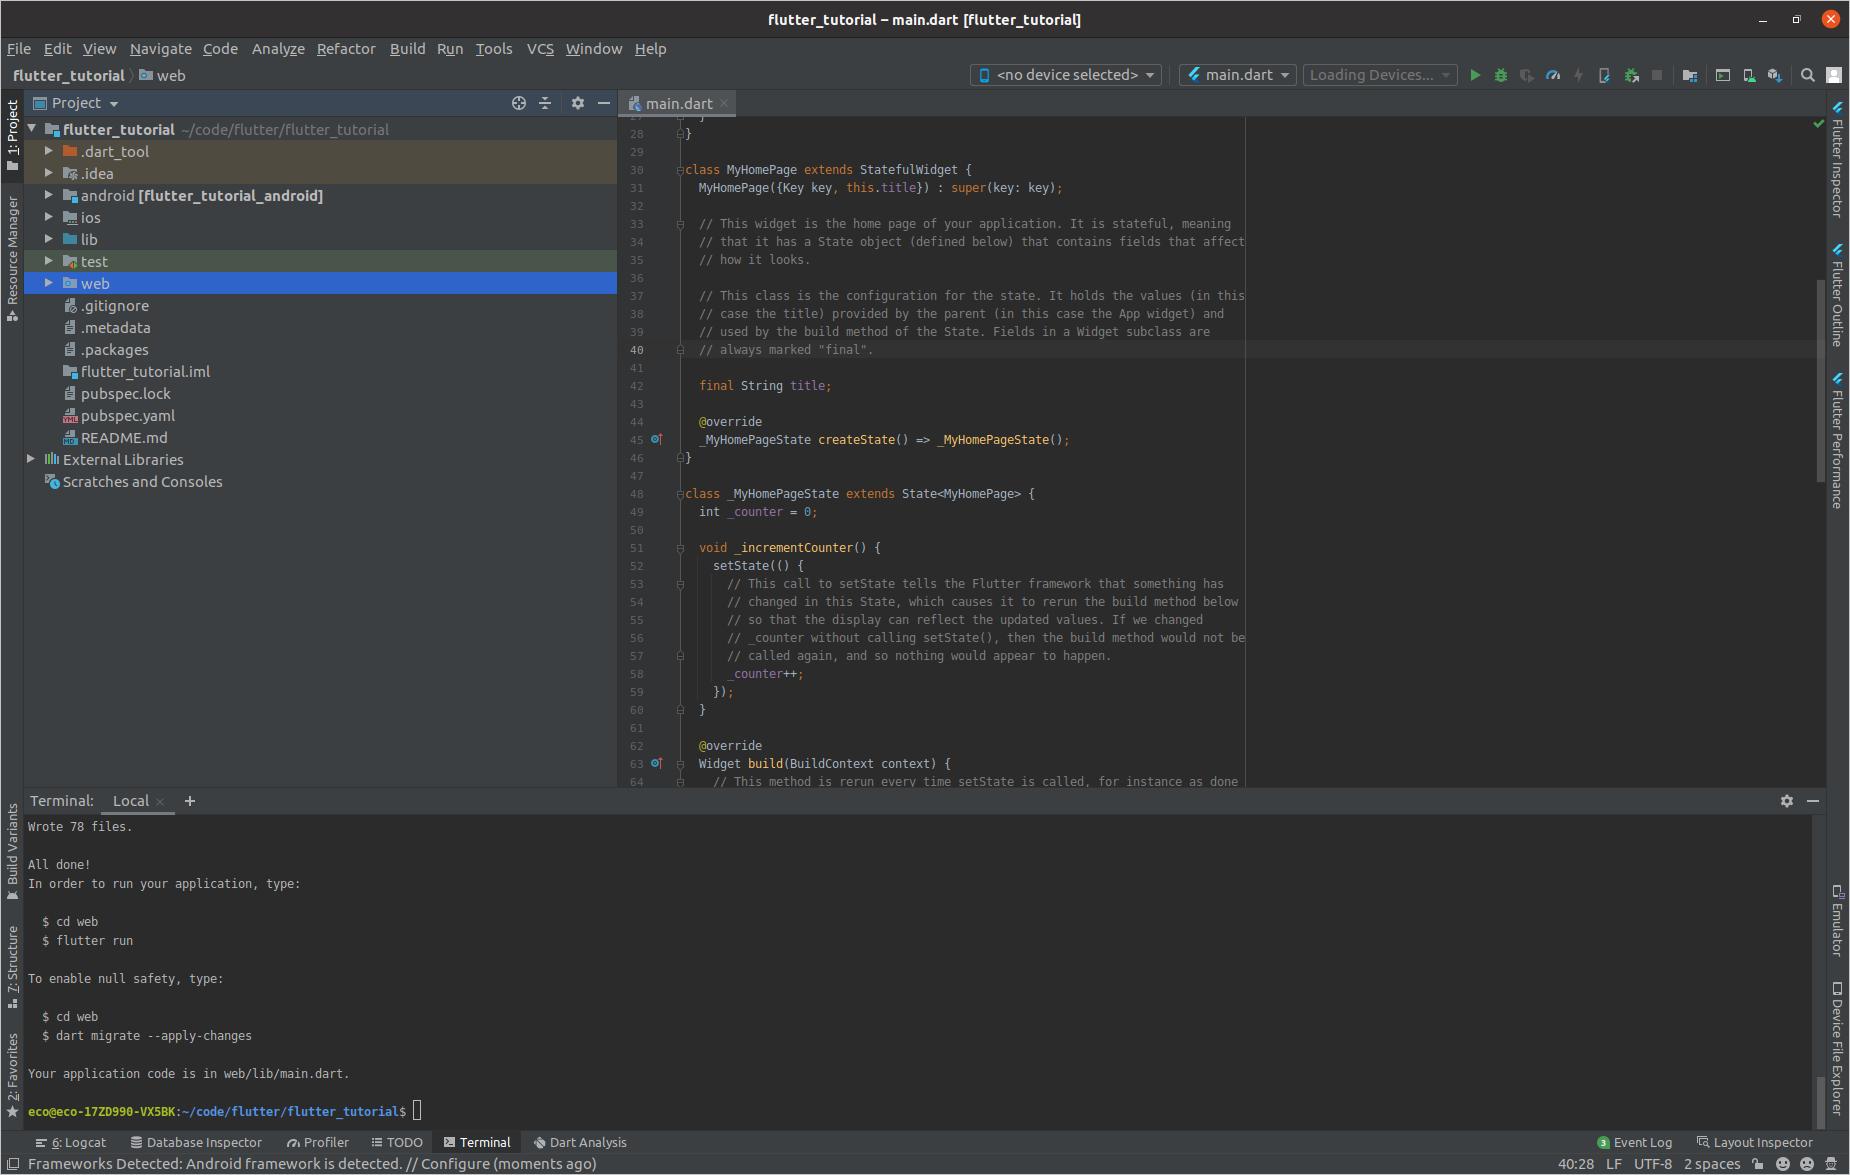 flutter_tutorial – main.dart [flutter_tutorial]
File Edit View Navigate Code Analyze Refactor Build Run Tools VCS Window Help
flutter_tutorial web
<no device selected> main.dart Loading Devices...
1: Project
Resource Manager
Build Variants
7: Structure
2: Favorites
Project
flutter_tutorial ~/code/flutter/flutter_tutorial
.dart_tool
.idea
android [flutter_tutorial_android]
ios
lib
test
web
.gitignore
.metadata
.packages
flutter_tutorial.iml
pubspec.lock
pubspec.yaml
README.md
External Libraries
Scratches and Consoles
main.dart
27 }
28 }
29
30 class MyHomePage extends StatefulWidget {
31 MyHomePage({Key key, this.title}) : super(key: key);
32
33 // This widget is the home page of your application. It is stateful, meaning
34 // that it has a State object (defined below) that contains fields that affect
35 // how it looks.
36
37 // This class is the configuration for the state. It holds the values (in this
38 // case the title) provided by the parent (in this case the App widget) and
39 // used by the build method of the State. Fields in a Widget subclass are
40 // always marked "final".
41
42 final String title;
43
44 @override
45 _MyHomePageState createState() => _MyHomePageState();
46 }
47
48 class _MyHomePageState extends State<MyHomePage> {
49 int _counter = 0;
50
51 void _incrementCounter() {
52 setState(() {
53 // This call to setState tells the Flutter framework that something has
54 // changed in this State, which causes it to rerun the build method below
55 // so that the display can reflect the updated values. If we changed
56 // _counter without calling setState(), then the build method would not be
57 // called again, and so nothing would appear to happen.
58 _counter++;
59 });
60 }
61
62 @override
63 Widget build(BuildContext context) {
64 // This method is rerun every time setState is called, for instance as done
Flutter Inspector
Flutter Outline
Flutter Performance
Emulator
Device File Explorer
Terminal: Local
Wrote 78 files.
All done!
In order to run your application, type:
$ cd web
$ flutter run
To enable null safety, type:
$ cd web
$ dart migrate --apply-changes
Your application code is in web/lib/main.dart.
eco@eco-17ZD990-VX5BK:~/code/flutter/flutter_tutorial$
6: Logcat Database Inspector Profiler TODO Terminal Dart Analysis 3 Event Log Layout Inspector
Frameworks Detected: Android framework is detected. // Configure (moments ago) 40:28 LF UTF-8 2 spaces